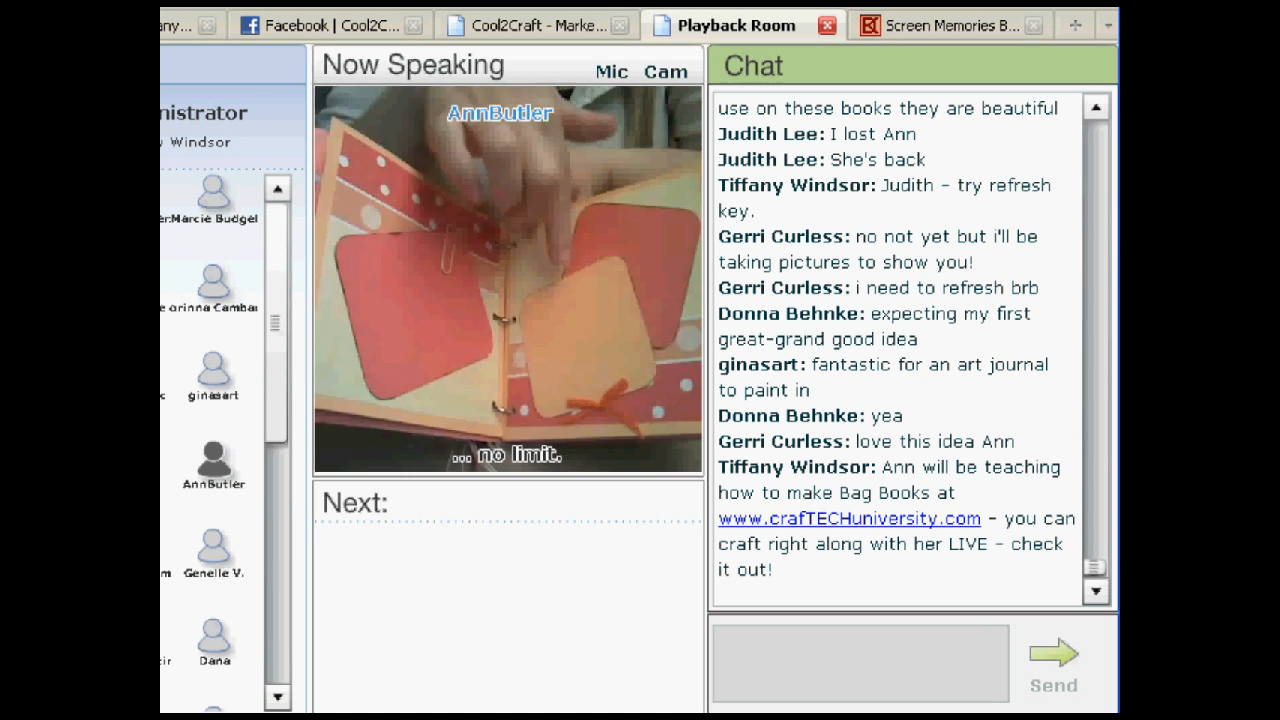 any...
Facebook | Cool2C...
Cool2Craft - Marke...
Playback Room
Screen Memories B...
nistrator
Windsor
Marcie Budgel
orinna Cambar
ginasart
AnnButler
Genelle V.
Dana
Now Speaking
Mic Cam
AnnButler
... no limit.
Next:
Chat
use on these books they are beautiful
Judith Lee: I lost Ann
Judith Lee: She's back
Tiffany Windsor: Judith - try refresh
key.
Gerri Curless: no not yet but i'll be
taking pictures to show you!
Gerri Curless: i need to refresh brb
Donna Behnke: expecting my first
great-grand good idea
ginasart: fantastic for an art journal
to paint in
Donna Behnke: yea
Gerri Curless: love this idea Ann
Tiffany Windsor: Ann will be teaching
how to make Bag Books at
www.crafTECHuniversity.com - you can
craft right along with her LIVE - check
it out!
Send